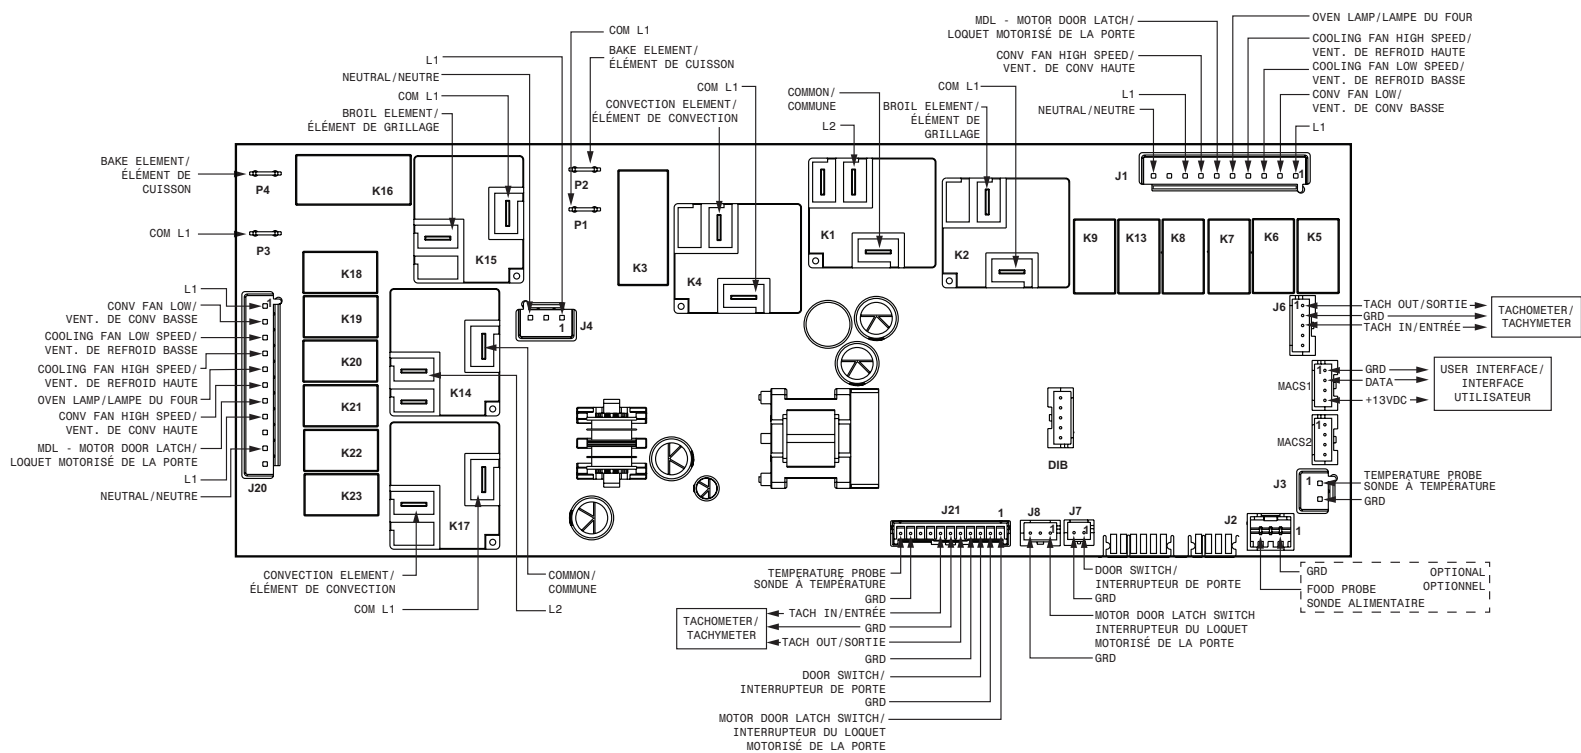 COM L1
BAKE ELEMENT/
ÉLÉMENT DE CUISSON
L1
NEUTRAL/NEUTRE
COM L1
BROIL ELEMENT/
ÉLÉMENT DE GRILLAGE
COM L1
CONVECTION ELEMENT/
ÉLÉMENT DE CONVECTION
COMMON/
COMMUNE
L2
COM L1
BROIL ELEMENT/
ÉLÉMENT DE
GRILLAGE
MDL - MOTOR DOOR LATCH/
LOQUET MOTORISÉ DE LA PORTE
CONV FAN HIGH SPEED/
VENT. DE CONV HAUTE
L1
NEUTRAL/NEUTRE
OVEN LAMP/LAMPE DU FOUR
COOLING FAN HIGH SPEED/
VENT. DE REFROID HAUTE
COOLING FAN LOW SPEED/
VENT. DE REFROID BASSE
CONV FAN LOW/
VENT. DE CONV BASSE
L1
BAKE ELEMENT/
ÉLÉMENT DE
CUISSON
COM L1
P4
P3
K16
K15
P2
P1
K3
K4
K1
K2
J1
1
K9
K13
K8
K7
K6
K5
L1
CONV FAN LOW/
VENT. DE CONV BASSE
COOLING FAN LOW SPEED/
VENT. DE REFROID BASSE
COOLING FAN HIGH SPEED/
VENT. DE REFROID HAUTE
OVEN LAMP/LAMPE DU FOUR
CONV FAN HIGH SPEED/
VENT. DE CONV HAUTE
MDL - MOTOR DOOR LATCH/
LOQUET MOTORISÉ DE LA PORTE
L1
NEUTRAL/NEUTRE
1
J20
K18
K19
K20
K21
K22
K23
K14
K17
1
J4
DIB
J6
1
TACH OUT/SORTIE
GRD
TACH IN/ENTRÉE
TACHOMETER/
TACHYMETER
MACS1
1
GRD
DATA
+13VDC
USER INTERFACE/
INTERFACE
UTILISATEUR
MACS2
1
J3
1
TEMPERATURE PROBE
SONDE À TEMPÉRATURE
GRD
J2
1
GRD
FOOD PROBE
SONDE ALIMENTAIRE
OPTIONAL
OPTIONNEL
J21
1
J8
1
J7
1
CONVECTION ELEMENT/
ÉLÉMENT DE CONVECTION
COM L1
COMMON/
COMMUNE
L2
TEMPERATURE PROBE
SONDE À TEMPÉRATURE
GRD
TACH IN/ENTRÉE
GRD
TACH OUT/SORTIE
TACHOMETER/
TACHYMETER
GRD
DOOR SWITCH/
INTERRUPTEUR DE PORTE
GRD
MOTOR DOOR LATCH SWITCH/
INTERRUPTEUR DU LOQUET
MOTORISÉ DE LA PORTE
DOOR SWITCH/
INTERRUPTEUR DE PORTE
GRD
MOTOR DOOR LATCH SWITCH
INTERRUPTEUR DU LOQUET
MOTORISÉ DE LA PORTE
GRD